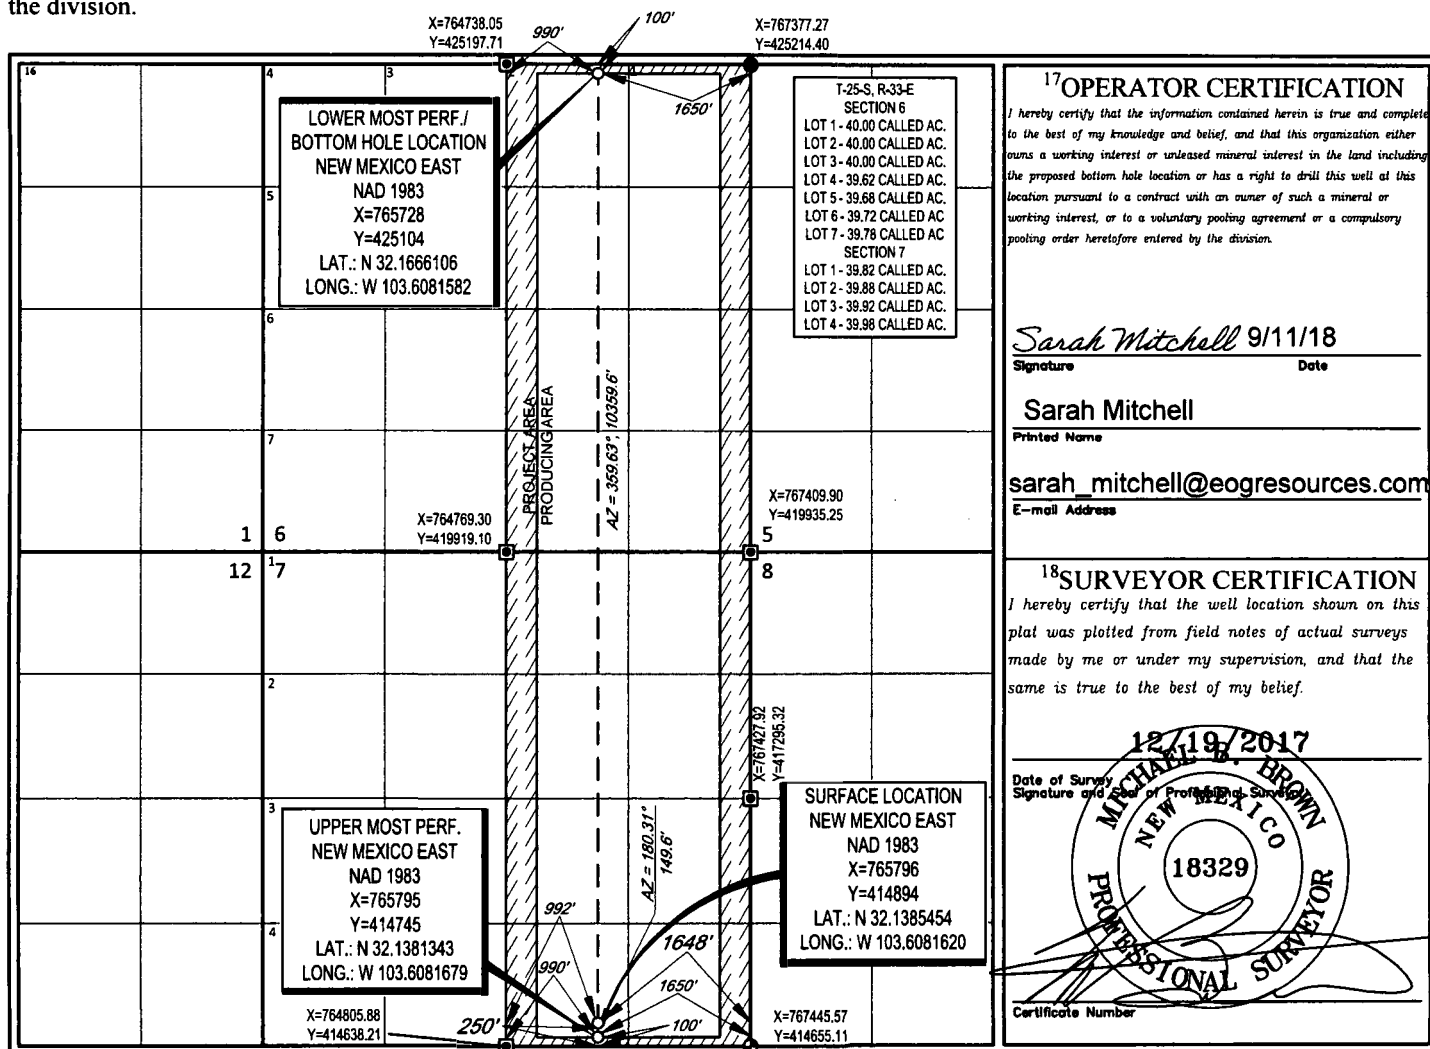 the division.
X=764738.05
Y=425197.71
990'
100'
X=767377.27
Y=425214.40
16
4
3
1650'
LOWER MOST PERF./
BOTTOM HOLE LOCATION
NEW MEXICO EAST
NAD 1983
X=765728
Y=425104
LAT.: N 32.1666106
LONG.: W 103.6081582
T-25-S, R-33-E
SECTION 6
LOT 1 - 40.00 CALLED AC.
LOT 2 - 40.00 CALLED AC.
LOT 3 - 40.00 CALLED AC.
LOT 4 - 39.62 CALLED AC.
LOT 5 - 39.68 CALLED AC.
LOT 6 - 39.72 CALLED AC
LOT 7 - 39.78 CALLED AC
SECTION 7
LOT 1 - 39.82 CALLED AC.
LOT 2 - 39.88 CALLED AC.
LOT 3 - 39.92 CALLED AC.
LOT 4 - 39.98 CALLED AC.
5
6
7
PROJECT AREA
PRODUCING AREA
AZ = 359.63°, 10359.6'
X=764769.30
Y=419919.10
X=767409.90
Y=419935.25
1 6
5
12 17
8
2
3
4
X=767427.92
Y=417295.32
UPPER MOST PERF.
NEW MEXICO EAST
NAD 1983
X=765795
Y=414745
LAT.: N 32.1381343
LONG.: W 103.6081679
AZ = 180.31°
149.6'
SURFACE LOCATION
NEW MEXICO EAST
NAD 1983
X=765796
Y=414894
LAT.: N 32.1385454
LONG.: W 103.6081620
992'
1648'
990'
1650'
250'
100'
X=764805.88
Y=414638.21
X=767445.57
Y=414655.11
17OPERATOR CERTIFICATION
I hereby certify that the information contained herein is true and complete
to the best of my knowledge and belief, and that this organization either
owns a working interest or unleased mineral interest in the land including
the proposed bottom hole location or has a right to drill this well at this
location pursuant to a contract with an owner of such a mineral or
working interest, or to a voluntary pooling agreement or a compulsory
pooling order heretofore entered by the division.
Sarah Mitchell 9/11/18
Signature Date
Sarah Mitchell
Printed Name
sarah_mitchell@eogresources.com
E-mail Address
18SURVEYOR CERTIFICATION
I hereby certify that the well location shown on this
plat was plotted from field notes of actual surveys
made by me or under my supervision, and that the
same is true to the best of my belief.
12/19/2017
Date of Survey
Signature and Seal of Professional Surveyor
MICHAEL B. BROWN
NEW MEXICO
18329
PROFESSIONAL SURVEYOR
Certificate Number